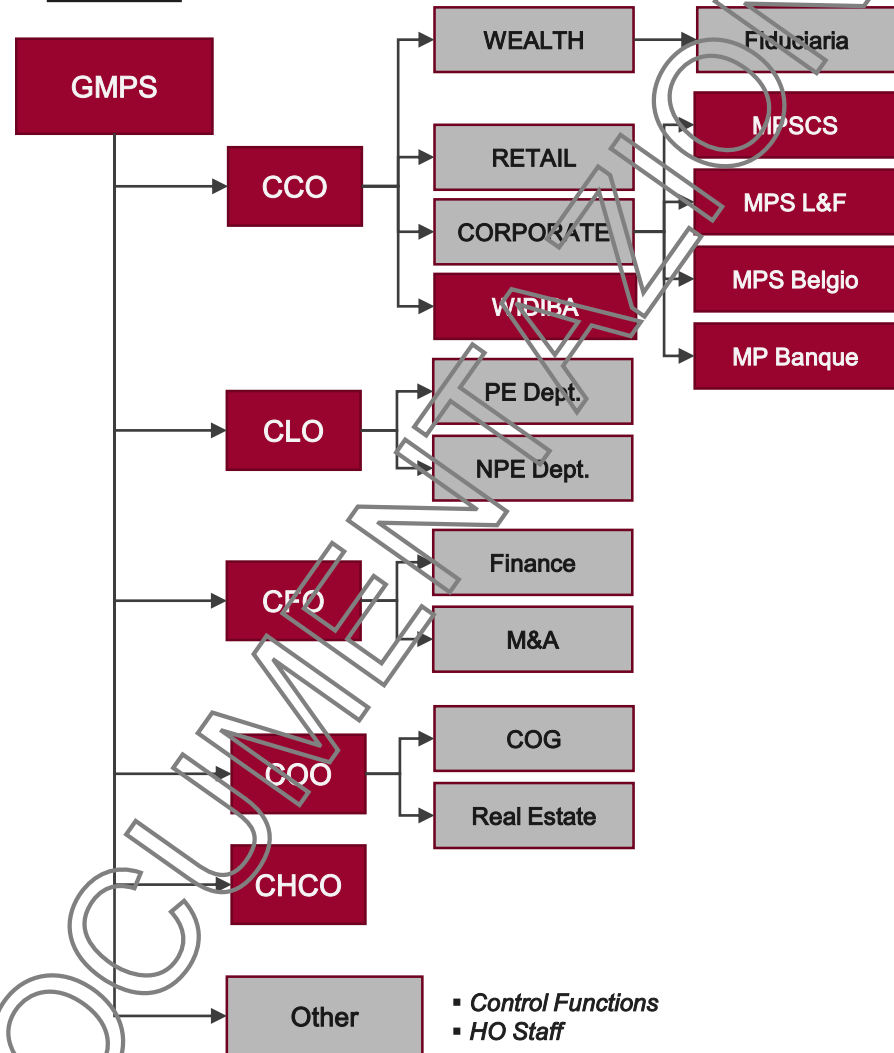 GMPS
CCO
WEALTH
Fiduciaria
RETAIL
CORPORATE
MPSCS
MPS L&F
MPS Belgio
MP Banque
WIDIBA
CLO
PE Dept.
NPE Dept.
CFO
Finance
M&A
COO
COG
Real Estate
CHCO
Other
▪ Control Functions
▪ HO Staff
OCUMENTAZION